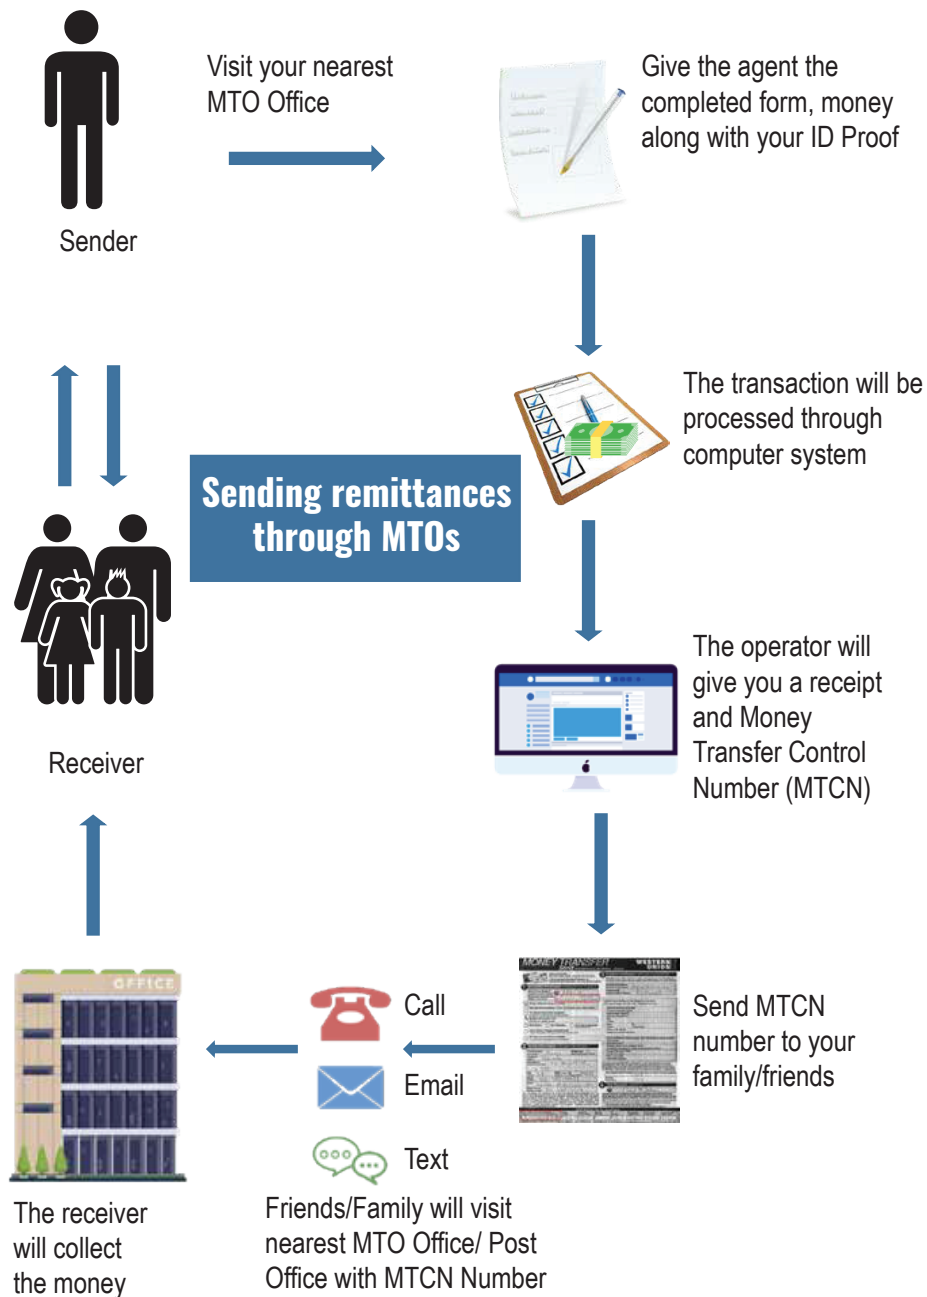 Visit your nearest
MTO Office
Give the agent the
completed form, money
along with your ID Proof
Sender
The transaction will be
processed through
computer system
Sending remittances
through MTOs
The operator will
give you a receipt
and Money
Transfer Control
Number (MTCN)
Receiver
OFFICE
MONEY TRANSFER
WESTERN
UNION
Call
Email
Text
Send MTCN
number to your
family/friends
Friends/Family will visit
nearest MTO Office/ Post
Office with MTCN Number
The receiver
will collect
the money